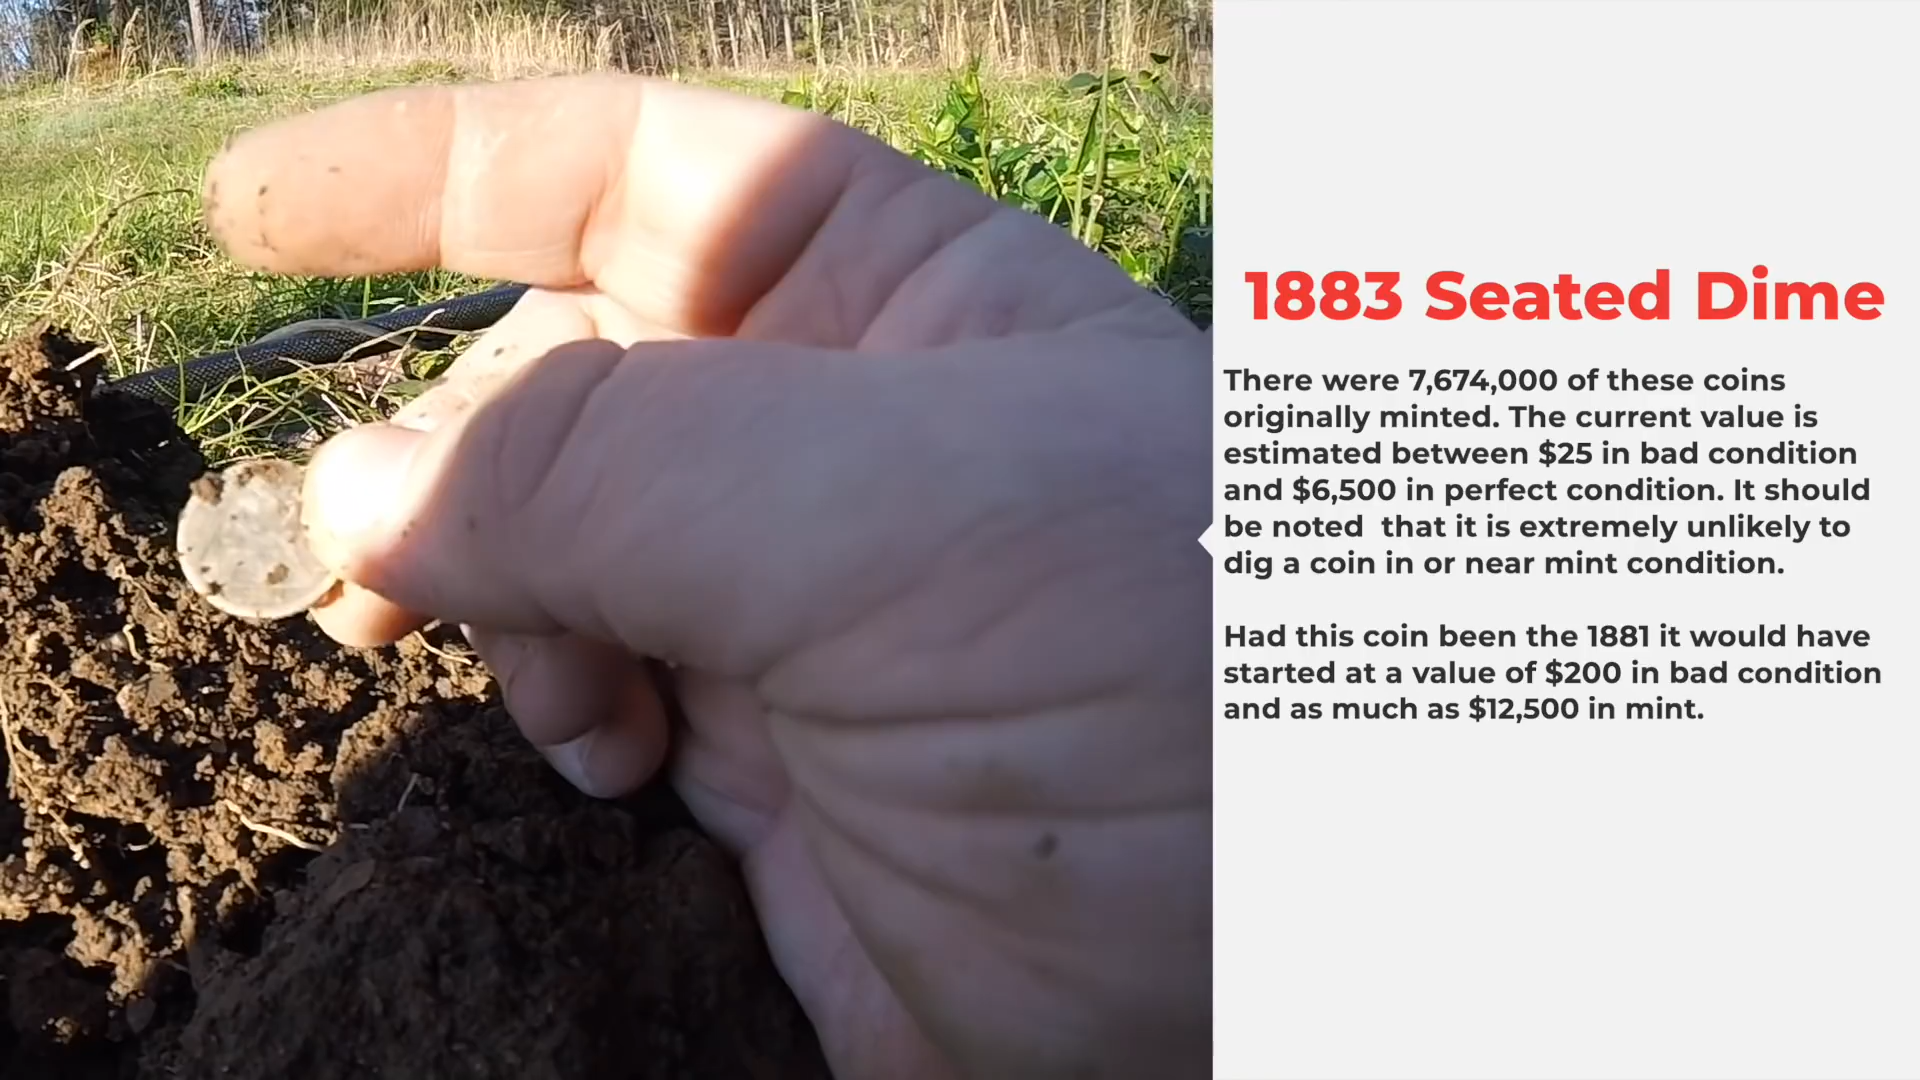 1883 Seated Dime
There were 7,674,000 of these coins
originally minted. The current value is
estimated between $25 in bad condition
and $6,500 in perfect condition. It should
be noted  that it is extremely unlikely to
dig a coin in or near mint condition.
Had this coin been the 1881 it would have
started at a value of $200 in bad condition
and as much as $12,500 in mint.